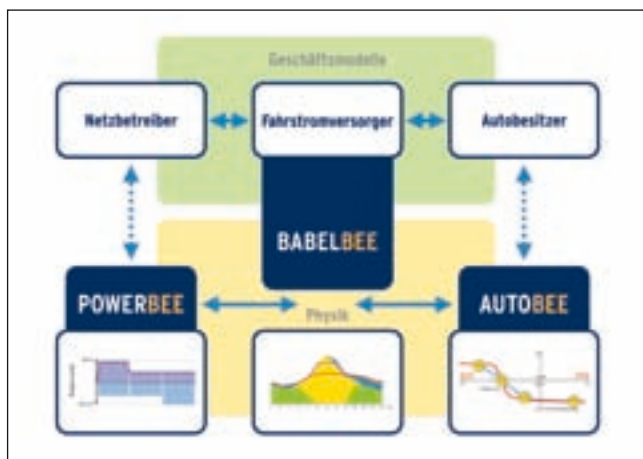 Geschäftsmodelle
Netzbetreiber
Fahrstromversorger
Autobesitzer
BABELBEE
POWERBEE
Physik
AUTOBEE